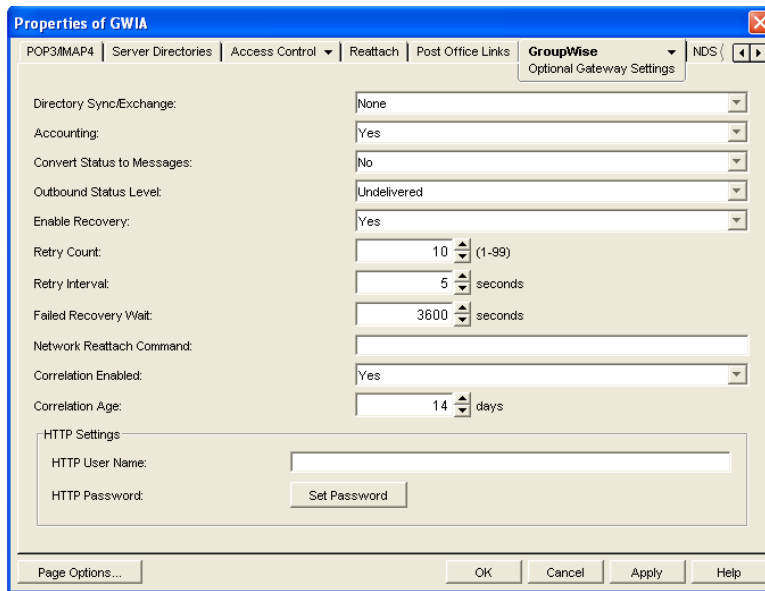 Properties of GWIA
POP3/IMAP4 Server Directories Access Control Reattach Post Office Links GroupWise NDS
Optional Gateway Settings
Directory Sync/Exchange: None
Accounting: Yes
Convert Status to Messages: No
Outbound Status Level: Undelivered
Enable Recovery: Yes
Retry Count: 10 (1-99)
Retry Interval: 5 seconds
Failed Recovery Wait: 3600 seconds
Network Reattach Command:
Correlation Enabled: Yes
Correlation Age: 14 days
HTTP Settings
HTTP User Name:
HTTP Password: Set Password
Page Options... OK Cancel Apply Help